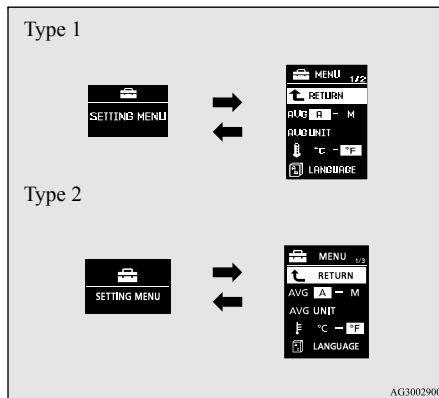 Type 1
SETTING MENU
MENU 1/2
RETURN
AVG A - M
AVG UNIT
°C - °F
LANGUAGE
Type 2
SETTING MENU
MENU 1/3
RETURN
AVG A - M
AVG UNIT
°C - °F
LANGUAGE
AG3002900